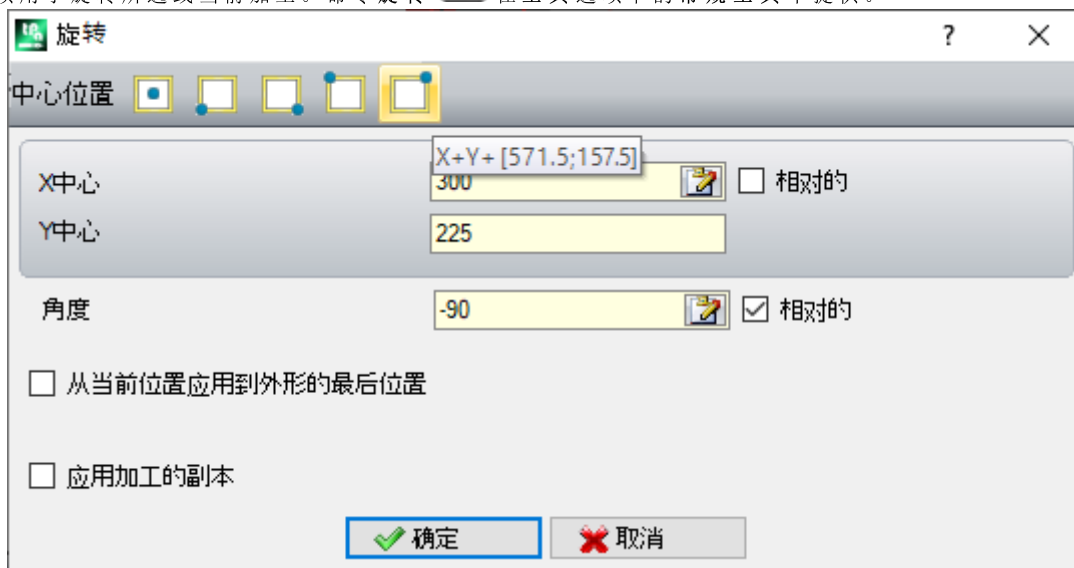 旋转
?
中心位置
X+Y+ [571.5;157.5]
X中心
300
相对的
Y中心
225
角度
-90
相对的
从当前位置应用到外形的最后位置
应用加工的副本
确定
取消